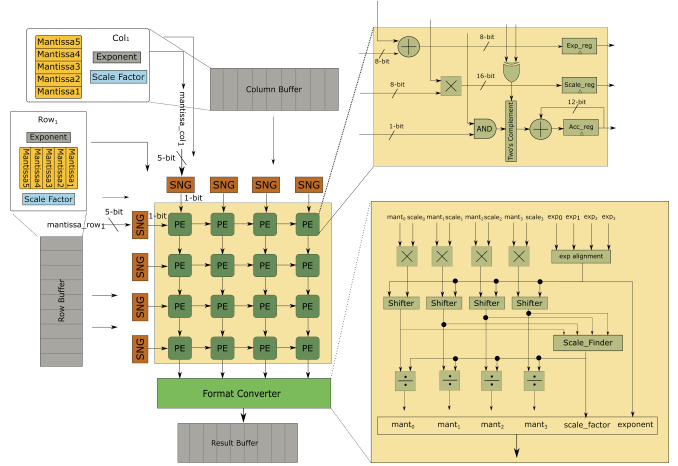 Col1
Mantissa5
Mantissa4
Mantissa3
Mantissa2
Mantissa1
Exponent
Scale Factor
Column Buffer
Row1
Exponent
Mantissa5
Mantissa4
Mantissa3
Mantissa2
Mantissa1
Scale Factor
mantissa_col1
5-bit
SNG SNG SNG SNG
1-bit
mantissa_row1
5-bit
1-bit
SNG PE PE PE PE
SNG PE PE PE PE
SNG PE PE PE PE
SNG PE PE PE PE
Row Buffer
Format Converter
Result Buffer
8-bit
8-bit
Exp_reg
8-bit
16-bit
Scale_reg
1-bit
AND
Two's Complement
12-bit
Acc_reg
mant0 scale0 mant1 scale1 mant2 scale2 mant3 scale3 exp0 exp1 exp2 exp3
exp alignment
Shifter Shifter Shifter Shifter
Scale_Finder
mant0 mant1 mant2 mant3 scale_factor exponent